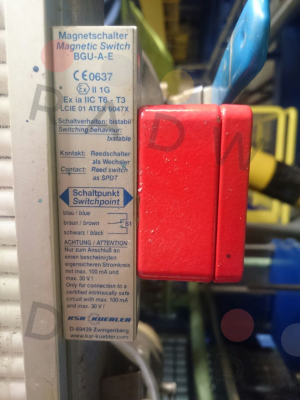 Magnetschalter
Magnetic Switch
BGU-A-E
CE 0637
Ex II 1G
Ex ia IIC T6 - T3
LCIE 01 ATEX 6047X
Schaltverhalten: bistabil
Switching behaviour:
bistable
Kontakt: Reedschalter
als Wechsler
Contact: Reed switch
as SPDT
Schaltpunkt
Switchpoint
blau / blue
braun / brown
S1
schwarz / black
ACHTUNG / ATTENTION
Nur zum Anschluß an
einen bescheinigten
eigensicheren Stromkreis
mit max. 100 mA und
max. 30 V !
Only for connection to a
certified intrinsically safe
circuit with max. 100 mA
and max. 30 V!
KSR KUEBLER
D-69439 Zwingenberg
www.ksr-kuebler.com